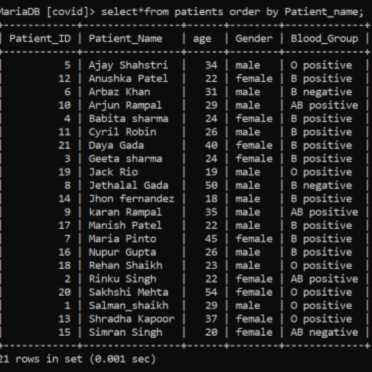 MariaDB [covid]> select*from patients order by Patient_name;
Patient_ID | Patient_Name | age | Gender | Blood_Group |
5 | Ajay Shahstri | 34 | male | O positive |
12 | Anushka Patel | 22 | female | B positive |
6 | Arbaz Khan | 31 | male | B negative |
10 | Arjun Rampal | 29 | male | AB positive |
4 | Babita sharma | 24 | female | B positive |
11 | Cyril Robin | 26 | male | B positive |
21 | Daya Gada | 40 | female | B positive |
3 | Geeta sharma | 24 | female | B positive |
19 | Jack Rio | 19 | male | O positive |
8 | Jethalal Gada | 50 | male | B negative |
14 | Jhon fernandez | 18 | male | B positive |
9 | karan Rampal | 35 | male | AB positive |
17 | Manish Patel | 22 | male | B positive |
7 | Maria Pinto | 45 | female | B positive |
16 | Nupur Gupta | 26 | male | B positive |
18 | Rehan Shaikh | 23 | male | O positive |
2 | Rinku Singh | 22 | female | AB positive |
20 | Sakhshi Mehta | 54 | female | O positive |
1 | Salman_shaikh | 29 | male | O positive |
13 | Shradha Kapoor | 37 | female | O positive |
15 | Simran Singh | 20 | female | AB negative |
21 rows in set (0.001 sec)